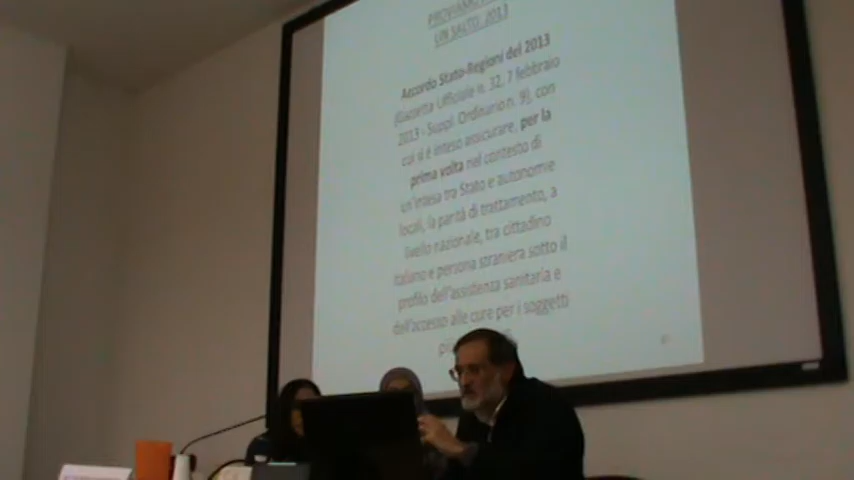 PROVIAMO
UN SALTO: 2013
Accordo Stato-Regioni del 2013
(Gazzetta Ufficiale n. 32, 7 febbraio
2013 - Suppl. Ordinario n. 9), con
cui si è inteso assicurare, per la
prima volta nel contesto di
un'intesa tra Stato e autonomie
locali, la parità di trattamento, a
livello nazionale, tra cittadino
italiano e persona straniera sotto il
profilo dell'assistenza sanitaria e
dell'accesso alle cure per i soggetti